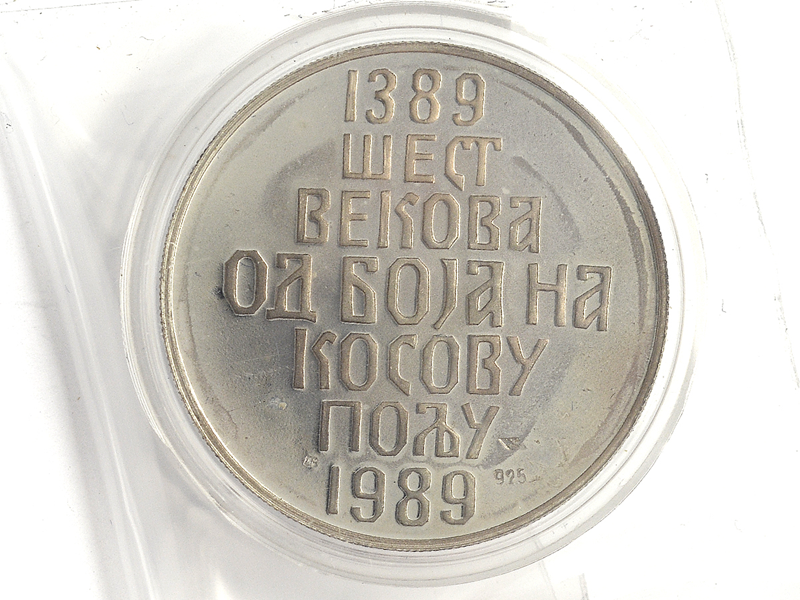 1389
ШЕСТ
ВЕКОВА
ОД БОЈА НА
КОСОВУ
ПОЉУ
1989
925